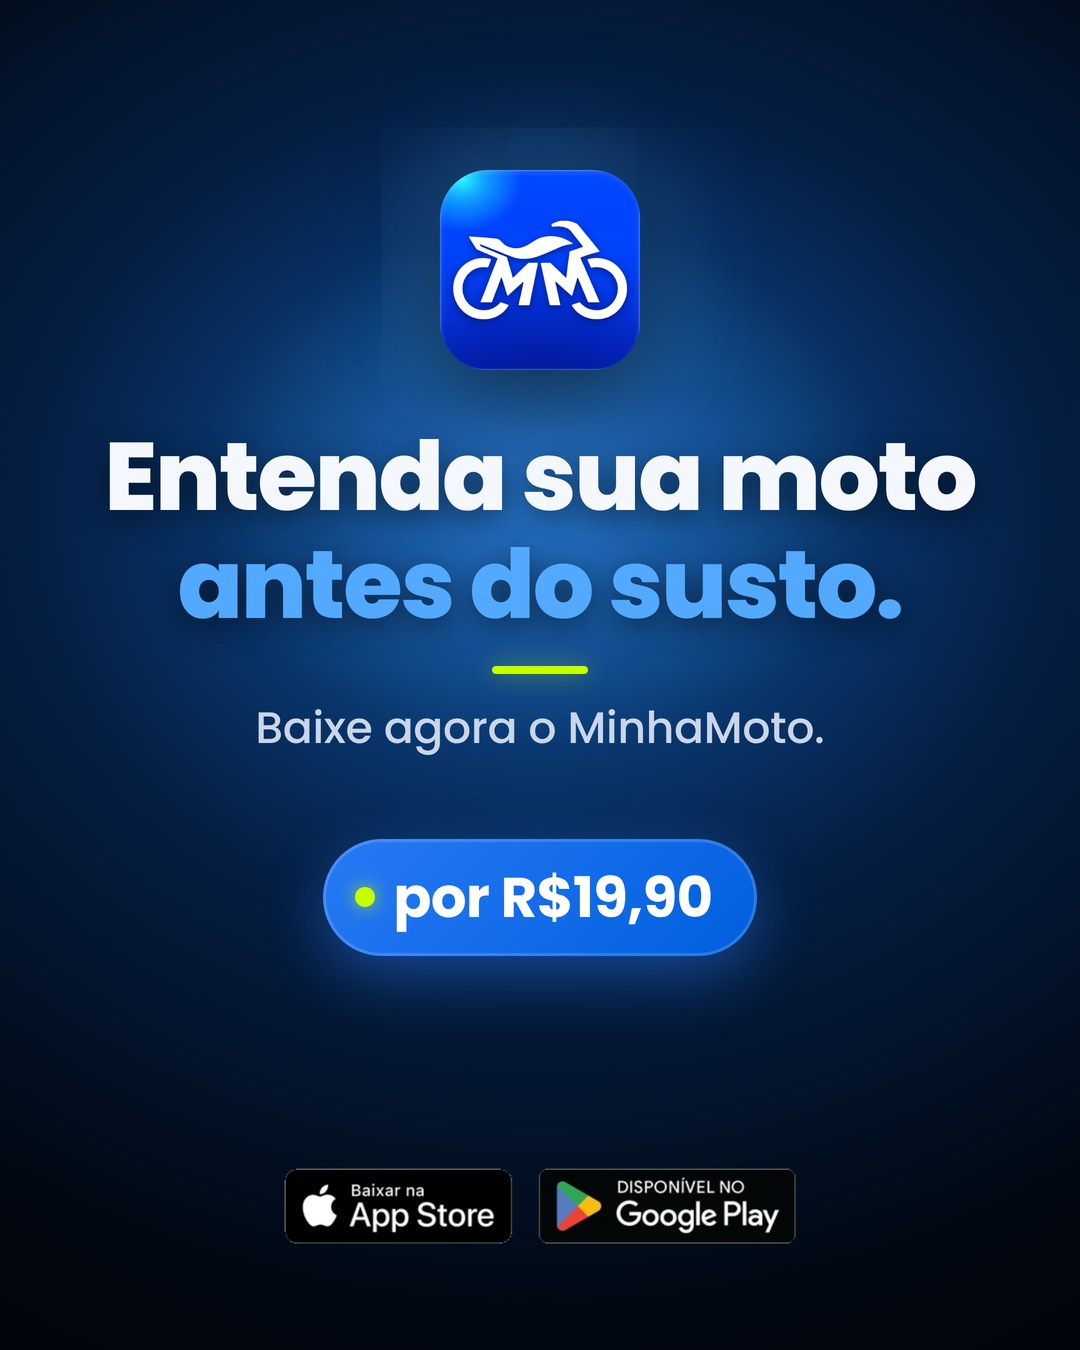 MM
Entenda sua moto
antes do susto.
Baixe agora o MinhaMoto.
por R$19,90
Baixar na
App Store
DISPONÍVEL NO
Google Play